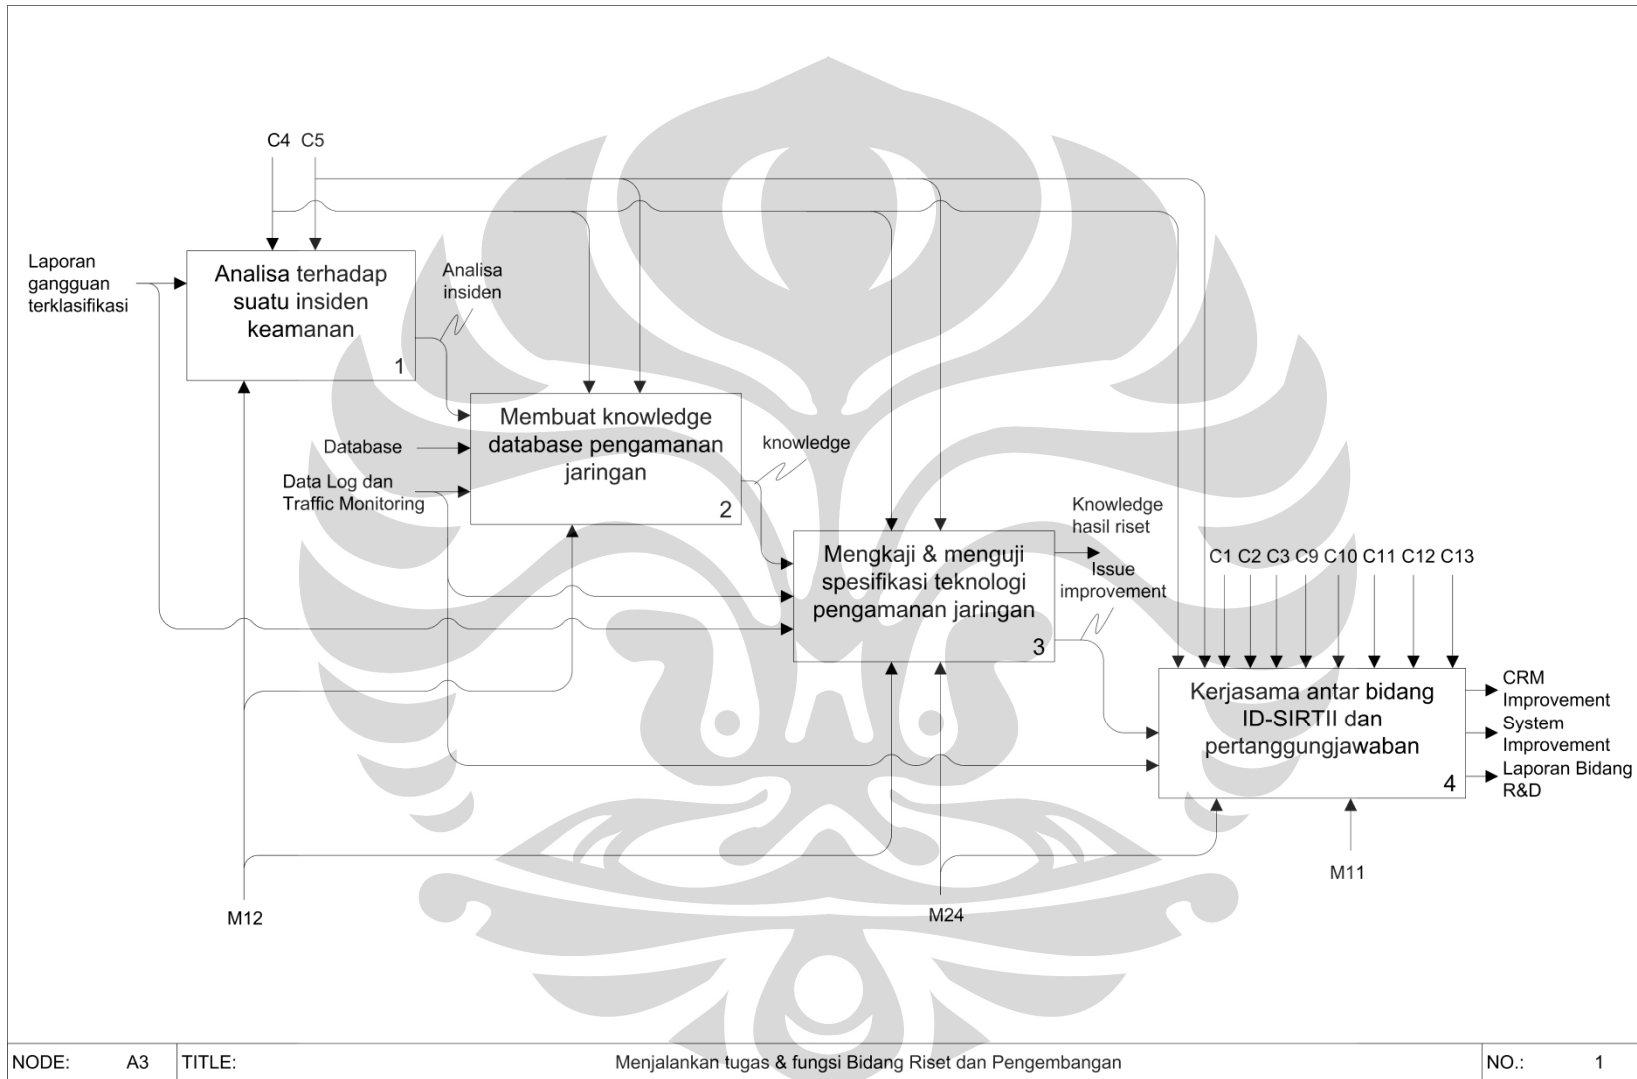 C4 C5
Laporan
gangguan
terklasifikasi
Analisa terhadap
suatu insiden
keamanan
1
Analisa
insiden
Database
Data Log dan
Traffic Monitoring
Membuat knowledge
database pengamanan
jaringan
2
knowledge
Mengkaji & menguji
spesifikasi teknologi
pengamanan jaringan
3
Knowledge
hasil riset
Issue
improvement
C1 C2 C3 C9 C10 C11 C12 C13
Kerjasama antar bidang
ID-SIRTII dan
pertanggungjawaban
4
CRM
Improvement
System
Improvement
Laporan Bidang
R&D
M11
M12
M24
NODE: A3 TITLE: Menjalankan tugas & fungsi Bidang Riset dan Pengembangan NO.: 1